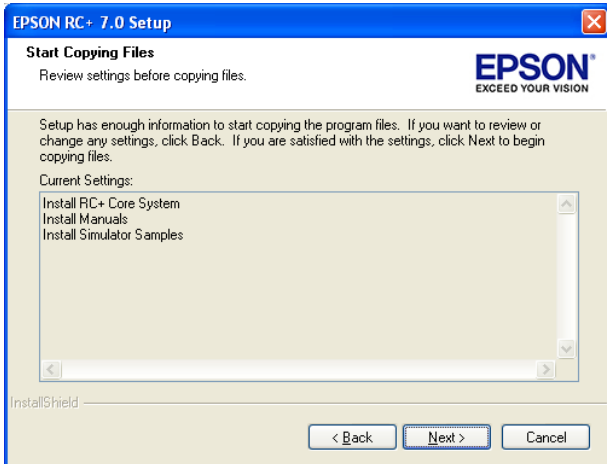 EPSON RC+ 7.0 Setup
Start Copying Files
Review settings before copying files.
EPSON®
EXCEED YOUR VISION
Setup has enough information to start copying the program files. If you want to review or
change any settings, click Back. If you are satisfied with the settings, click Next to begin
copying files.
Current Settings:
Install RC+ Core System
Install Manuals
Install Simulator Samples
InstallShield
< Back
Next >
Cancel